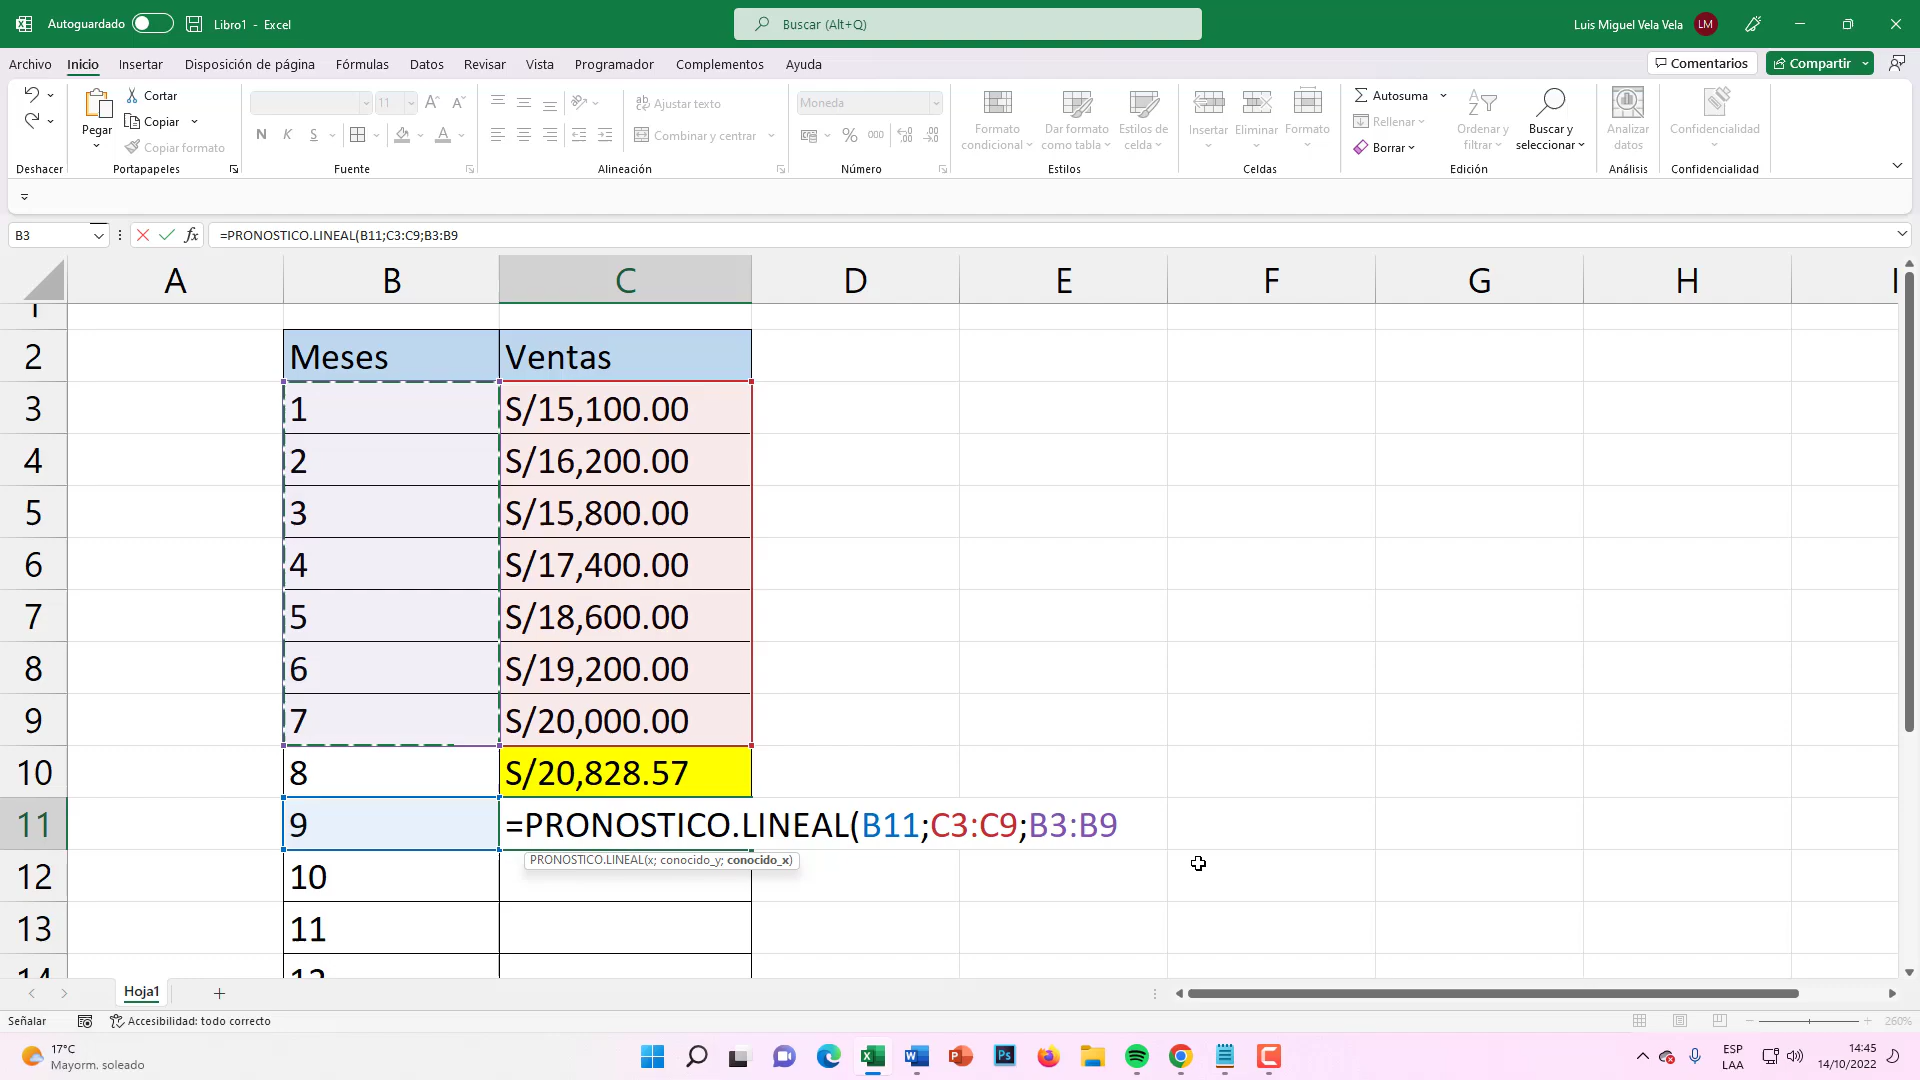 Autoguardado
Libro1 - Excel
Buscar (Alt+Q)
Luis Miguel Vela Vela
LM
Archivo Inicio Insertar Disposición de página Fórmulas Datos Revisar Vista Programador Complementos Ayuda
Comentarios
Compartir
Pegar
Cortar
Copiar
Copiar formato
11
N K S
Ajustar texto
Combinar y centrar
Moneda
% 000
Formato condicional
Dar formato como tabla
Estilos de celda
Insertar
Eliminar
Formato
Autosuma
Rellenar
Borrar
Ordenar y filtrar
Buscar y seleccionar
Analizar datos
Confidencialidad
Deshacer Portapapeles Fuente Alineación Número Estilos Celdas Edición Análisis Confidencialidad
B3
fx
=PRONOSTICO.LINEAL(B11;C3:C9;B3:B9
A B C D E F G H I
1
2 Meses Ventas
3 1 S/15,100.00
4 2 S/16,200.00
5 3 S/15,800.00
6 4 S/17,400.00
7 5 S/18,600.00
8 6 S/19,200.00
9 7 S/20,000.00
10 8 S/20,828.57
11 9 =PRONOSTICO.LINEAL(B11;C3:C9;B3:B9
PRONOSTICO.LINEAL(x; conocido_y; conocido_x)
12 10
13 11
14 12
Hoja1
Señalar
Accesibilidad: todo correcto
260%
17°C
Mayorm. soleado
ESP
LAA
14:45
14/10/2022